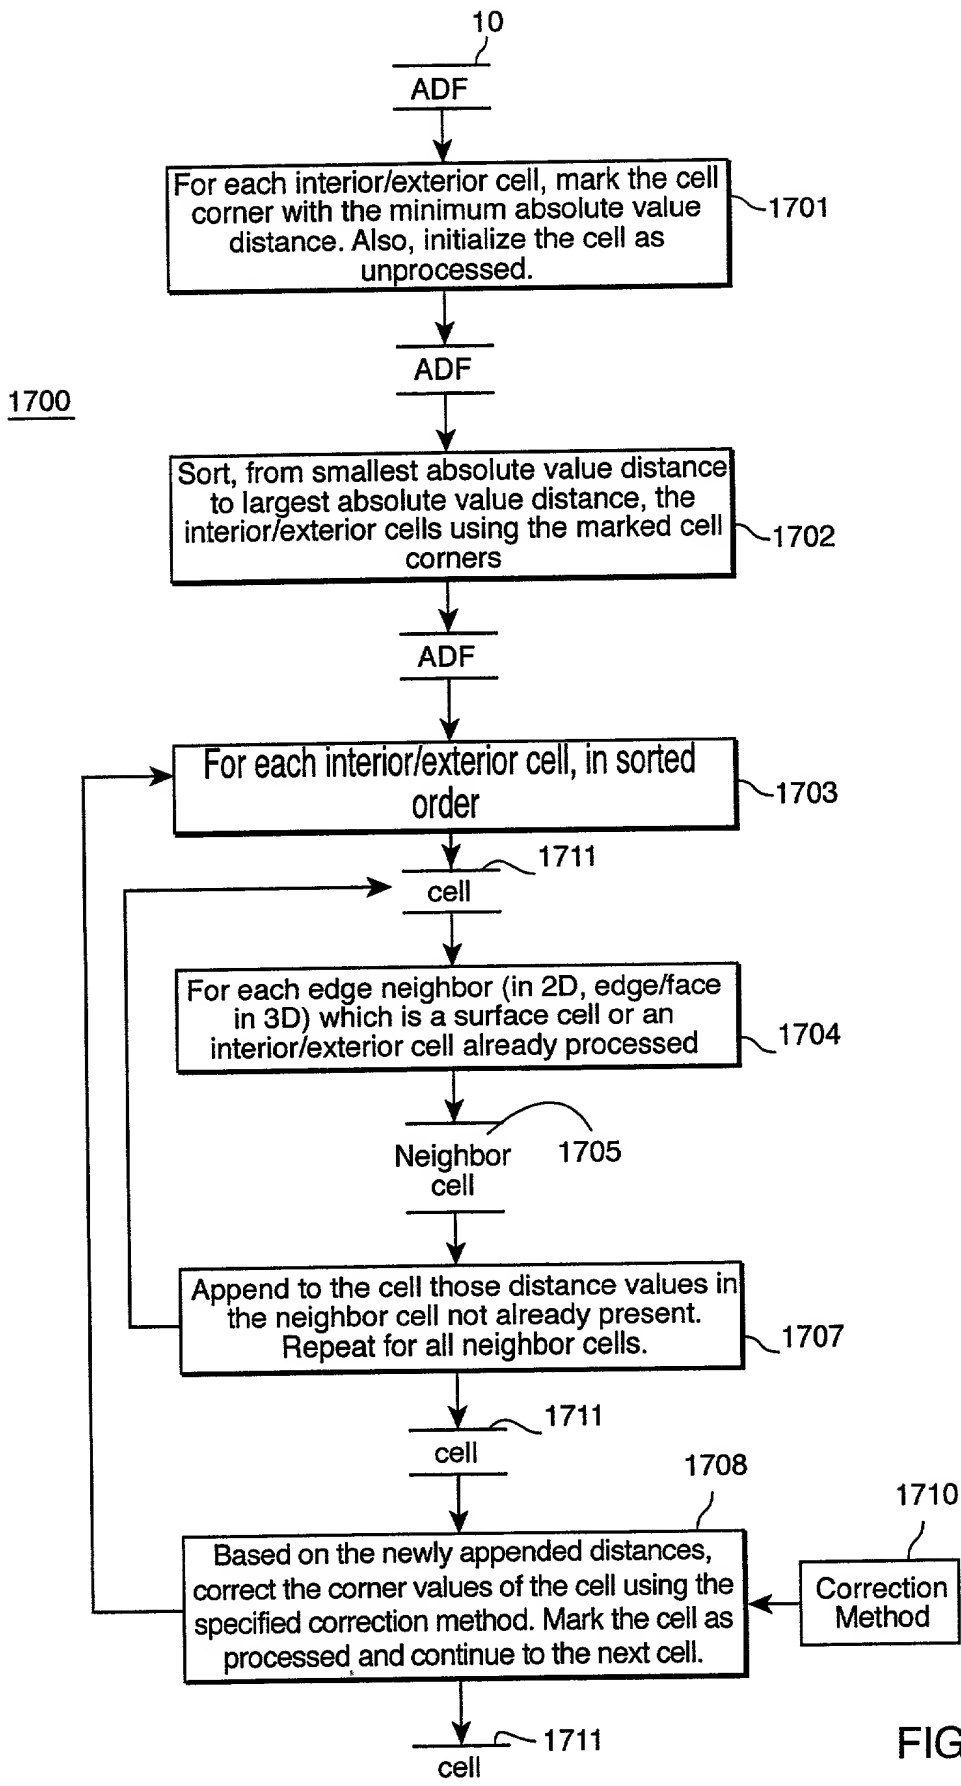 10
ADF
For each interior/exterior cell, mark the cell
corner with the minimum absolute value
distance. Also, initialize the cell as
unprocessed.
1701
ADF
1700
Sort, from smallest absolute value distance
to largest absolute value distance, the
interior/exterior cells using the marked cell
corners
1702
ADF
For each interior/exterior cell, in sorted
order
1703
1711
cell
For each edge neighbor (in 2D, edge/face
in 3D) which is a surface cell or an
interior/exterior cell already processed
1704
Neighbor
cell
1705
Append to the cell those distance values in
the neighbor cell not already present.
Repeat for all neighbor cells.
1707
1711
cell
1708
1710
Based on the newly appended distances,
correct the corner values of the cell using the
specified correction method. Mark the cell as
processed and continue to the next cell.
Correction
Method
1711
cell
FIG